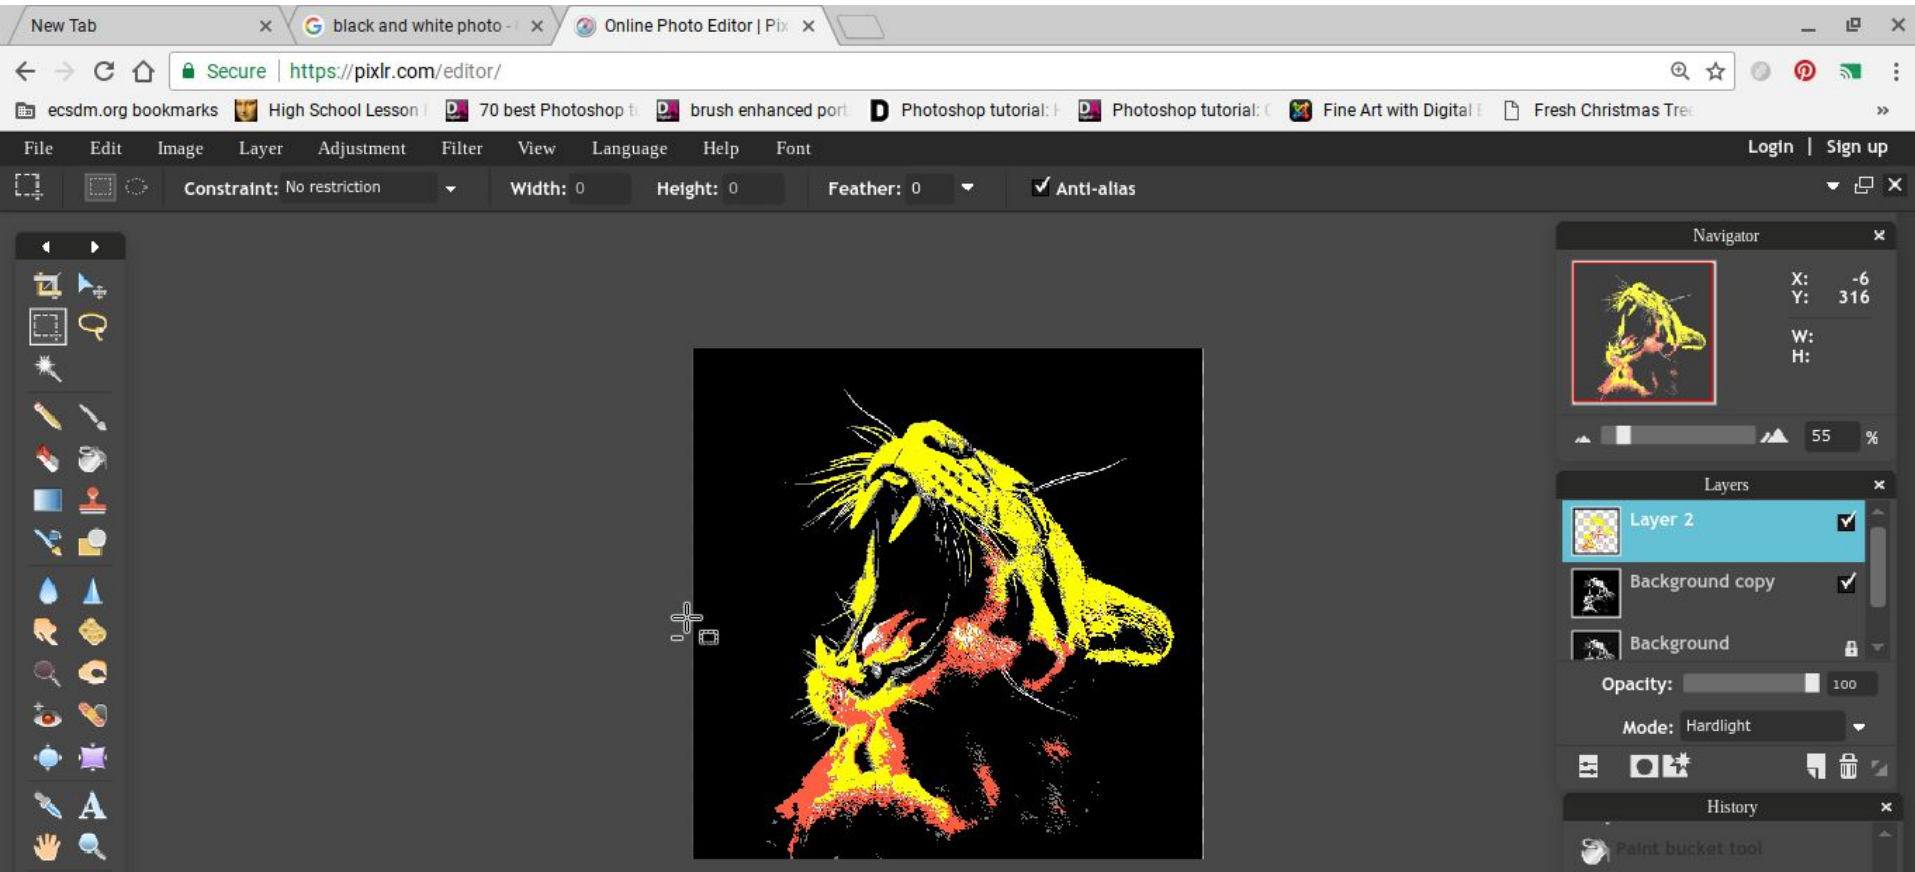 New Tab black and white photo - Online Photo Editor | Pix
Secure https://pixlr.com/editor/
ecsdm.org bookmarks High School Lesson 70 best Photoshop t brush enhanced port Photoshop tutorial: Photoshop tutorial: Fine Art with Digital Fresh Christmas Tree »
File Edit Image Layer Adjustment Filter View Language Help Font Login | Sign up
Constraint: No restriction Width: 0 Height: 0 Feather: 0 Anti-alias
Navigator
X: -6
Y: 316
W:
H:
55 %
Layers
Layer 2
Background copy
Background
Opacity: 100
Mode: Hardlight
History
Paint bucket tool